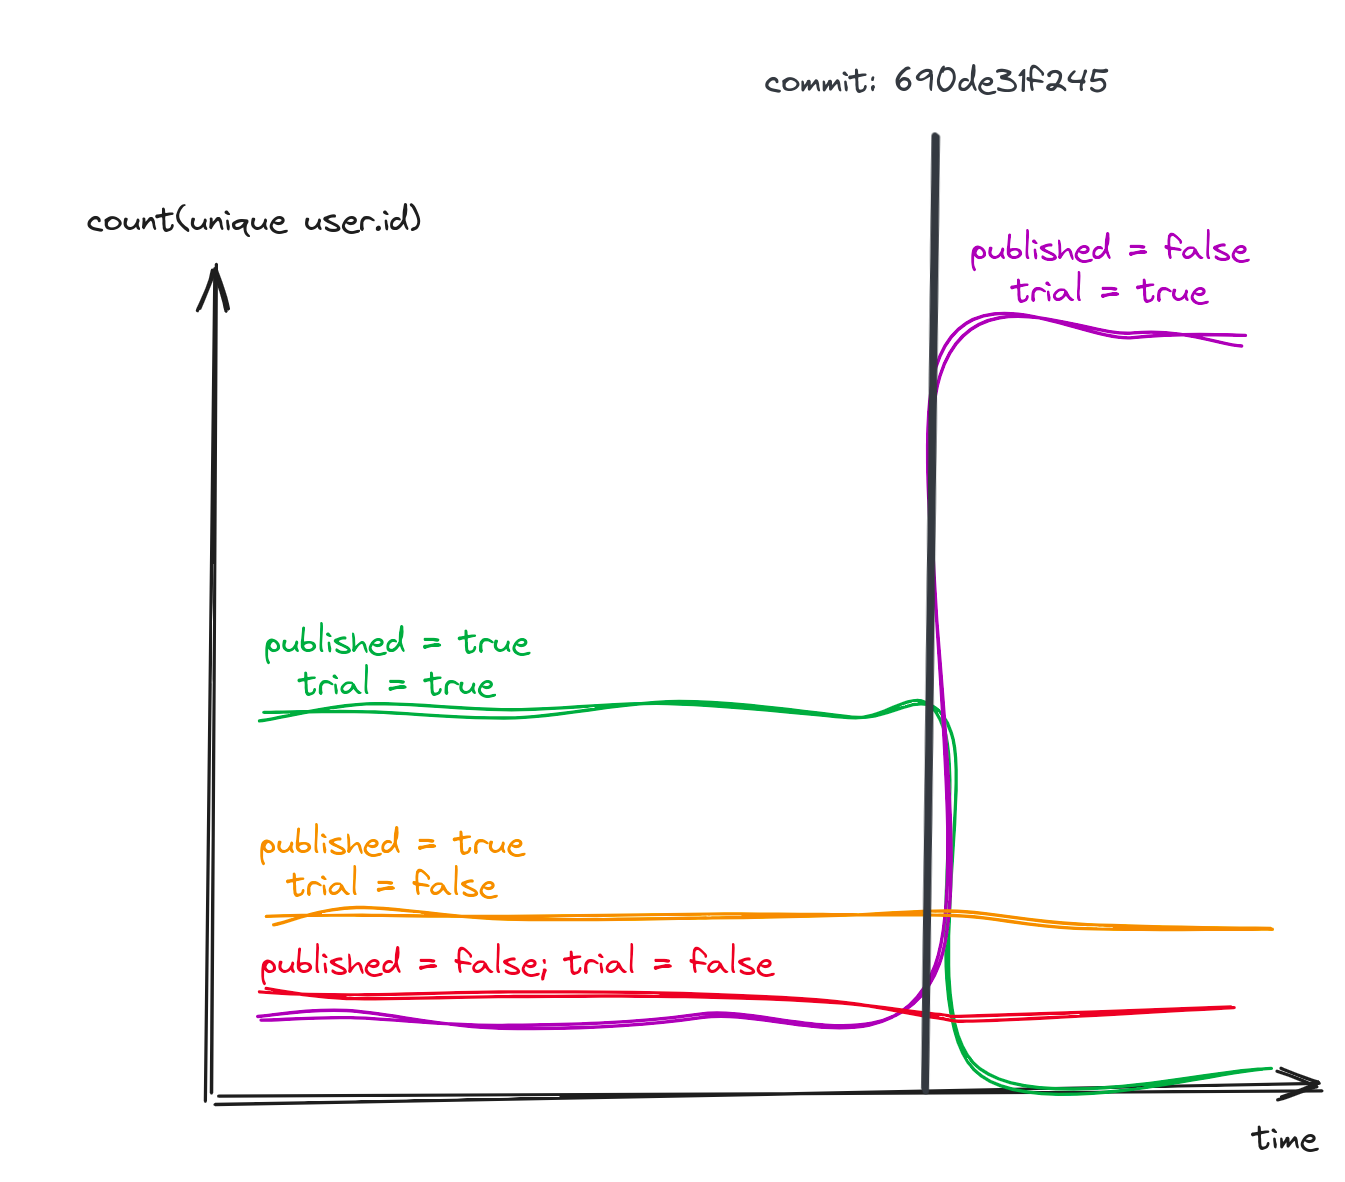 commit: 690de31f245
count(unique user.id)
published = false
trial = true
published = true
trial = true
published = true
trial = false
published = false; trial = false
time